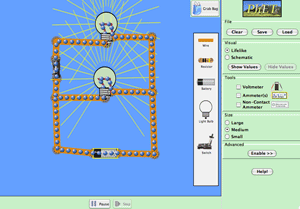 Grab Bag
PhET
File
Clear
Save
Load
Visual
Lifelike
Schematic
Show Values
Hide Values
Tools
Voltmeter
Ammeter(s)
Non-Contact
Ammeter
Size
Large
Medium
Small
Advanced
Enable >>
Help!
Wire
Resistor
Battery
Light Bulb
Switch
Pause